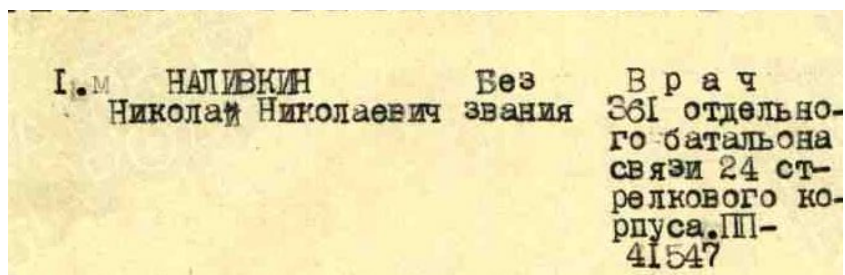 I.м НАЛИВКИН Без Врач
Николай Николаевич звания 361 отдельно-
го батальона
связи 24 ст-
релкового ко-
рпуса.ПП-
41547